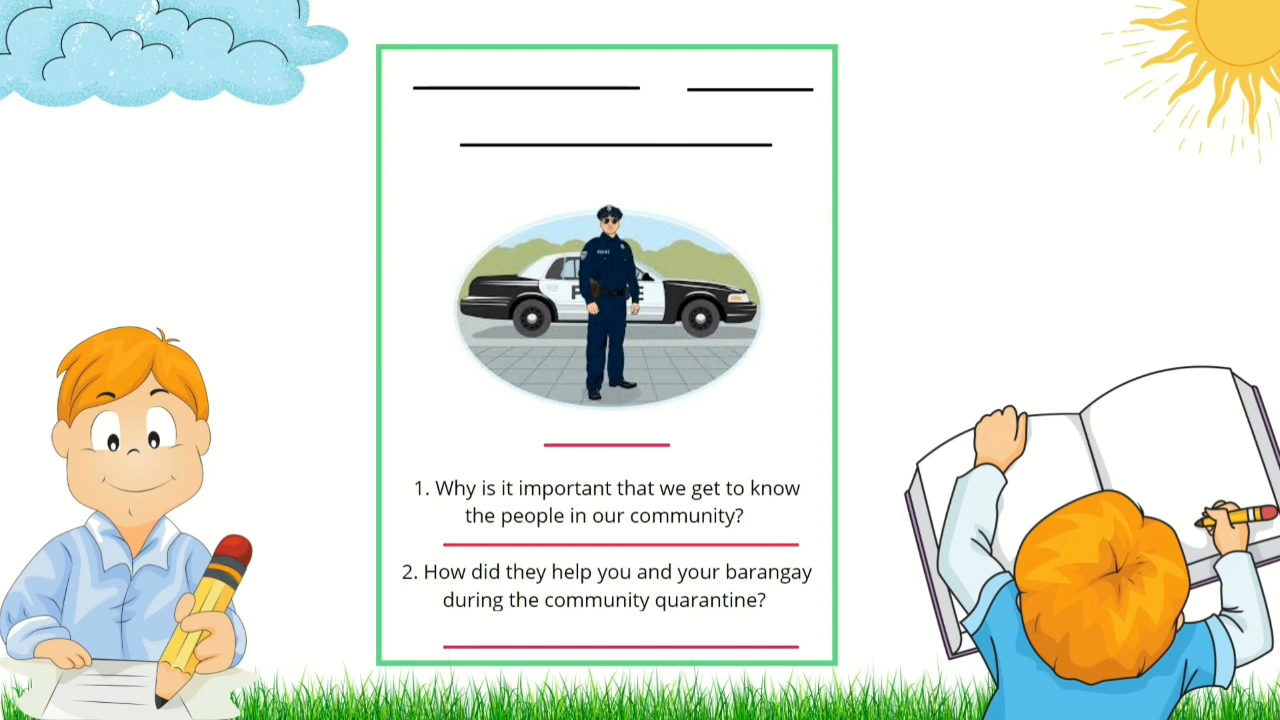 POLICE
1. Why is it important that we get to know
the people in our community?
2. How did they help you and your barangay
during the community quarantine?